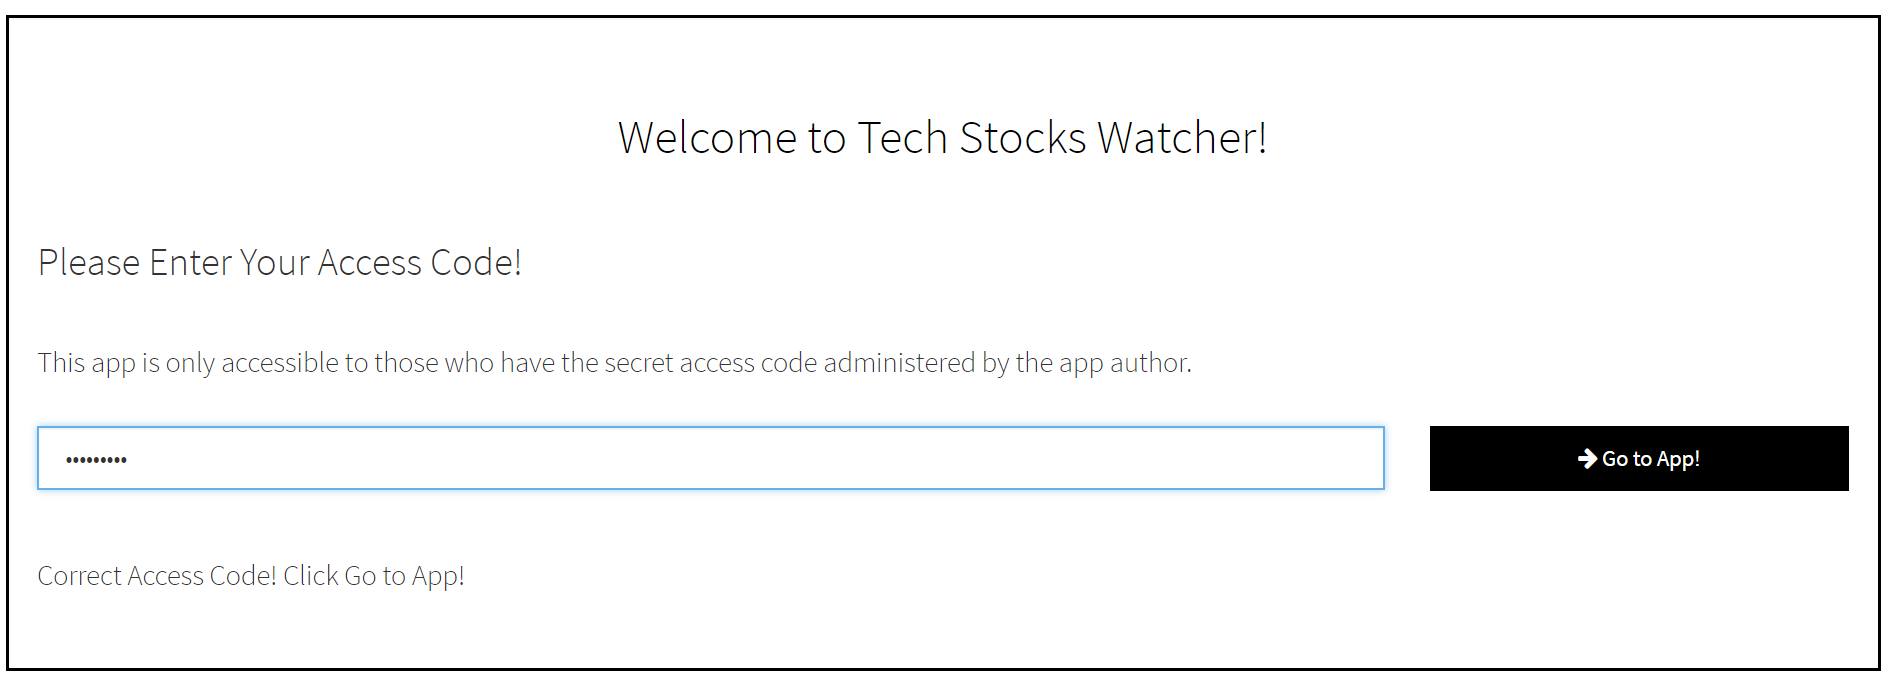 Welcome to Tech Stocks Watcher!
Please Enter Your Access Code!
This app is only accessible to those who have the secret access code administered by the app author.
•••••••••
Go to App!
Correct Access Code! Click Go to App!